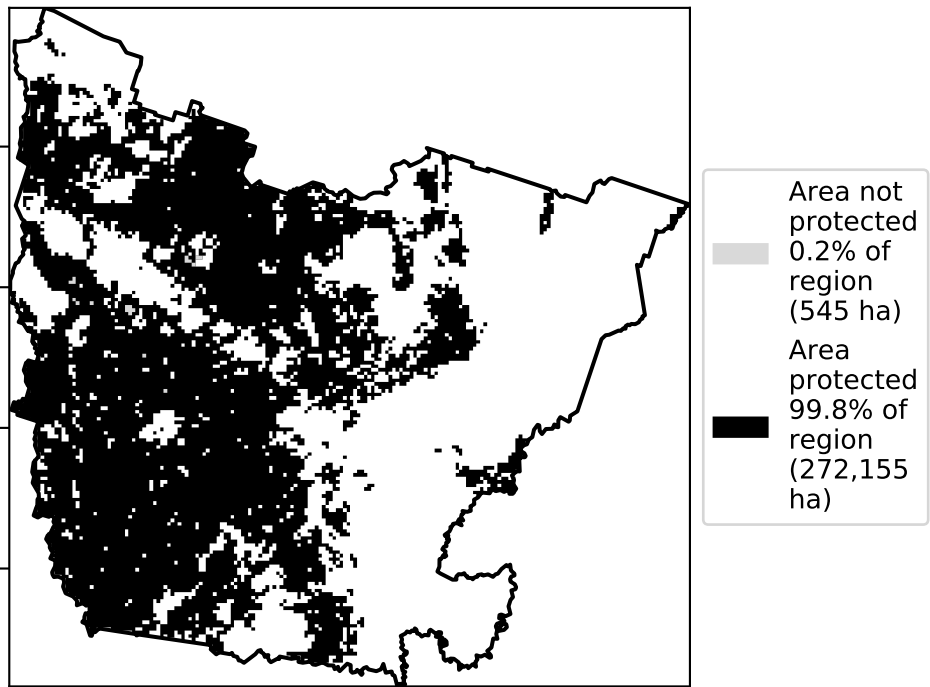 Area not
protected
0.2% of
region
(545 ha)
Area
protected
99.8% of
region
(272,155
ha)